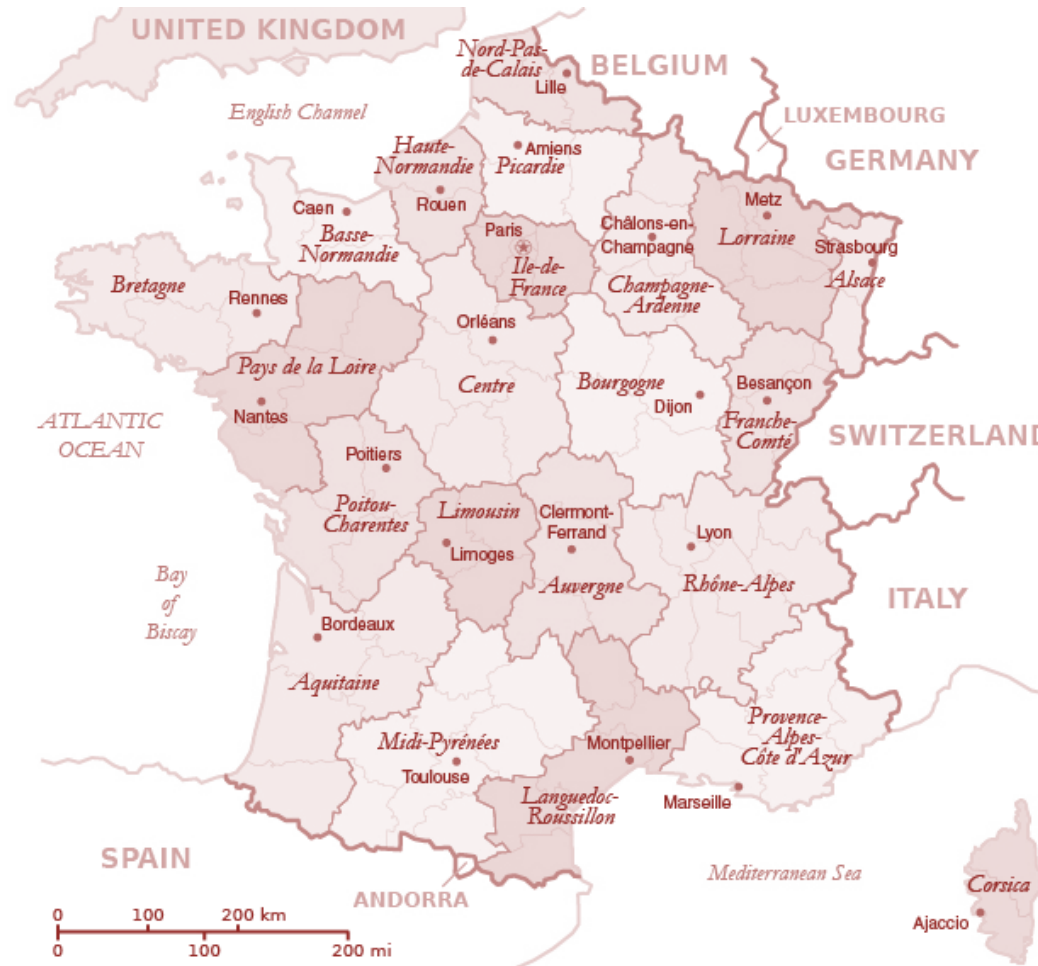 UNITED KINGDOM
Nord-Pas-
de-Calais
Lille
BELGIUM
LUXEMBOURG
GERMANY
English Channel
Haute-
Normandie
Rouen
Amiens
Picardie
Caen
Basse-
Normandie
Paris
Ile-de-
France
Châlons-en-
Champagne
Champagne-
Ardenne
Metz
Lorraine
Strasbourg
Alsace
Bretagne
Rennes
Orléans
Centre
Pays de la Loire
Nantes
Bourgogne
Dijon
Besançon
Franche-
Comté
ATLANTIC
OCEAN
SWITZERLAND
Poitiers
Poitou-
Charentes
Limousin
Limoges
Clermont-
Ferrand
Auvergne
Lyon
Rhône-Alpes
ITALY
Bay
of
Biscay
Bordeaux
Aquitaine
Midi-Pyrénées
Toulouse
Montpellier
Languedoc-
Roussillon
Provence-
Alpes-
Côte d'Azur
Marseille
SPAIN
ANDORRA
Mediterranean Sea
Corsica
Ajaccio
0 100 200 km
0 100 200 mi